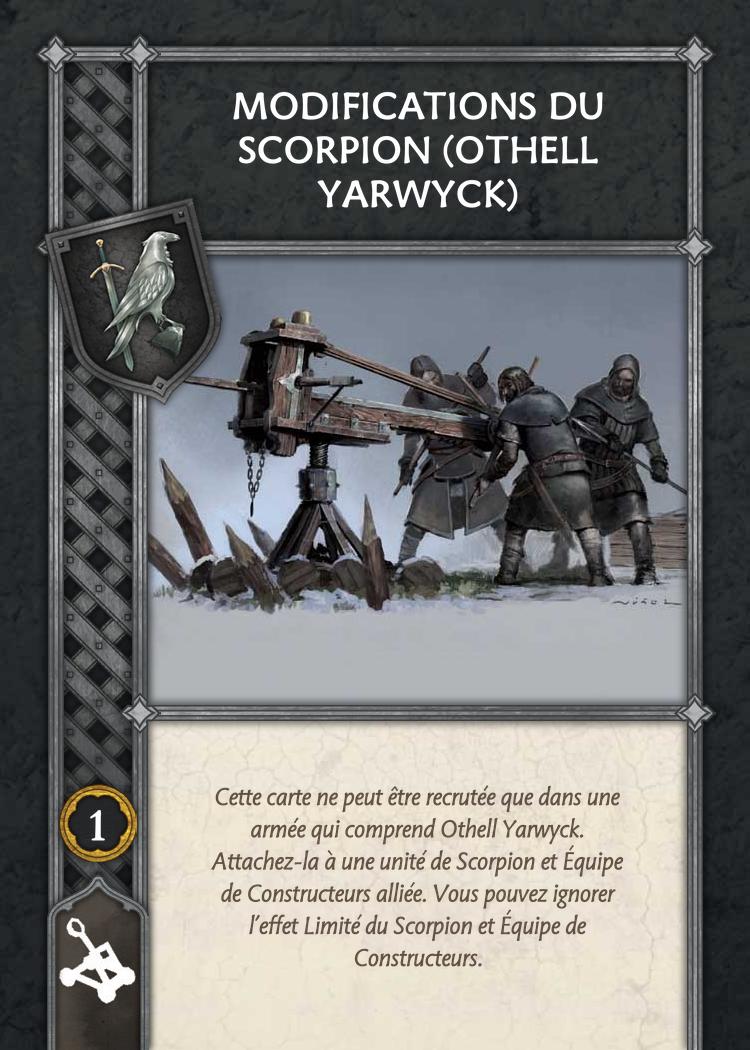 MODIFICATIONS DU
SCORPION (OTHELL
YARWYCK)
1
Cette carte ne peut être recrutée que dans une
armée qui comprend Othell Yarwyck.
Attachez-la à une unité de Scorpion et Équipe
de Constructeurs alliée. Vous pouvez ignorer
l'effet Limité du Scorpion et Équipe de
Constructeurs.